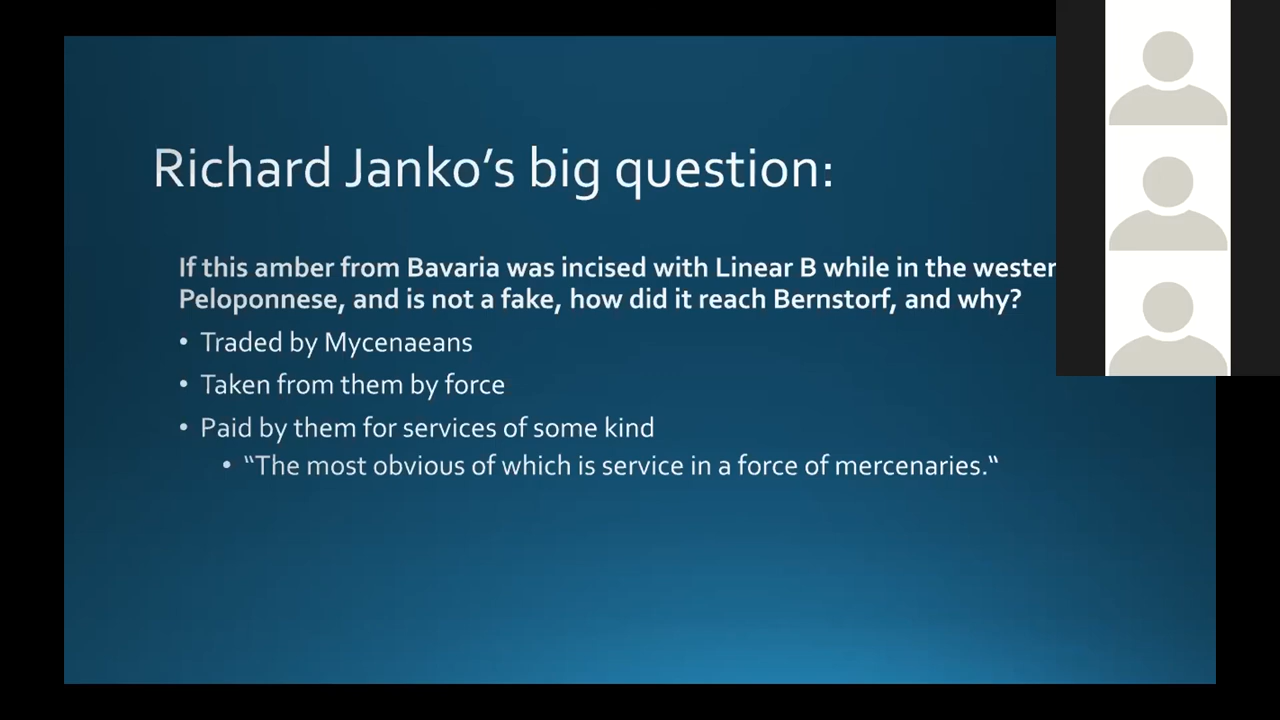 Richard Janko’s big question:
If this amber from Bavaria was incised with Linear B while in the wester
Peloponnese, and is not a fake, how did it reach Bernstorf, and why?
• Traded by Mycenaeans
• Taken from them by force
• Paid by them for services of some kind
• “The most obvious of which is service in a force of mercenaries.“